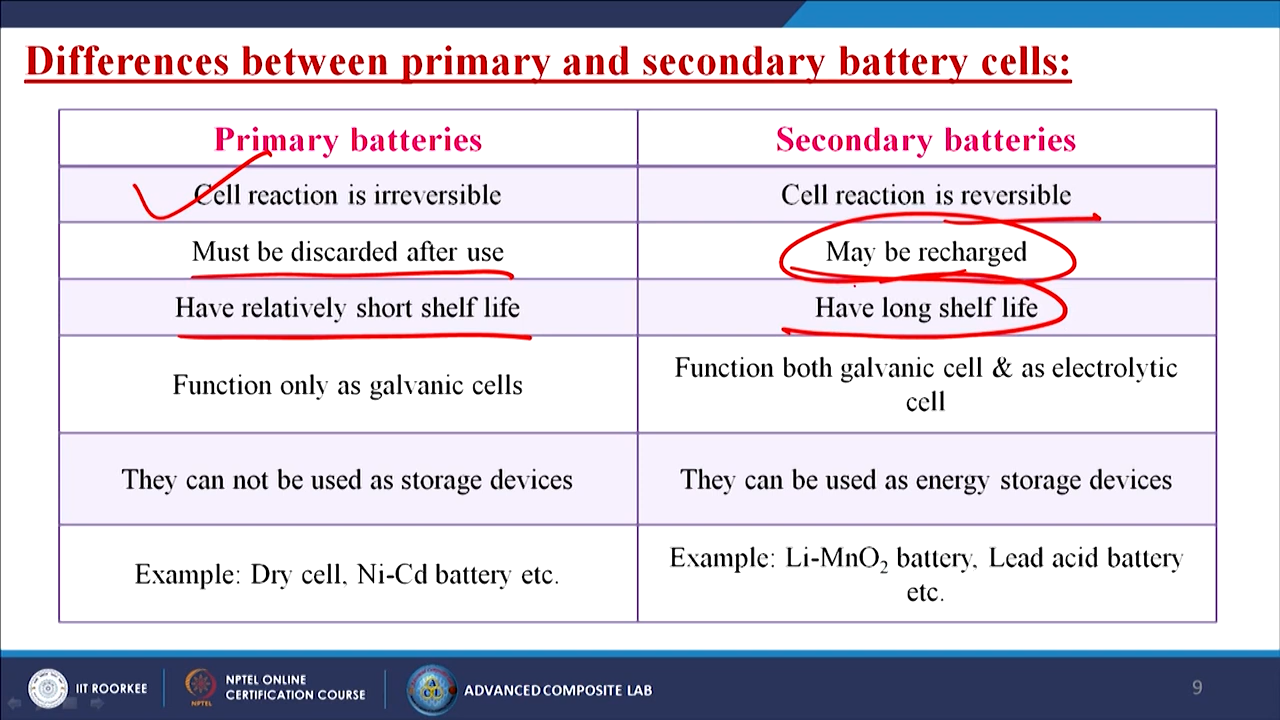 Differences between primary and secondary battery cells:
Primary batteries
Secondary batteries
Cell reaction is irreversible
Cell reaction is reversible
Must be discarded after use
May be recharged
Have relatively short shelf life
Have long shelf life
Function only as galvanic cells
Function both galvanic cell & as electrolytic
cell
They can not be used as storage devices
They can be used as energy storage devices
Example: Dry cell, Ni-Cd battery etc.
Example: Li-MnO₂ battery, Lead acid battery
etc.
IIT ROORKEE
NPTEL
NPTEL ONLINE
CERTIFICATION COURSE
ACL
ADVANCED COMPOSITE LAB
9